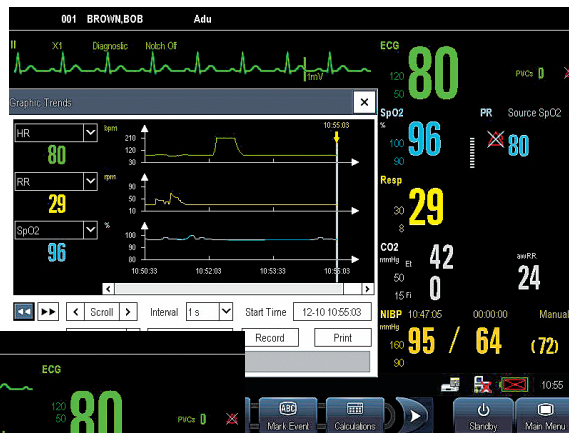 001 BROWN,BOB Adu
II X1 Diagnostic Notch Off
1mV
ECG
120
50
80
PVCs 0
Graphic Trends
HR
80
bpm
210
120
30
10:55:03
RR
29
rpm
90
50
10
SpO2
96
%
100
90
80
10:50:33 10:52:03 10:53:33 10:55:03
Scroll Interval 1 s Start Time 12-10 10:55:03
Record Print
SpO2
%
100
90
96
PR Source SpO2
80
Resp
30
8
29
CO2
mmHg Et 42
50
15 Fi 0
awRR
24
NIBP 10:47:05 00:00:00 Manual
mmHg
160
90
95 / 64 (72)
10:55
ECG
120
50
80
PVCs 0
ABC
Mark Event Calculations Standby Main Menu